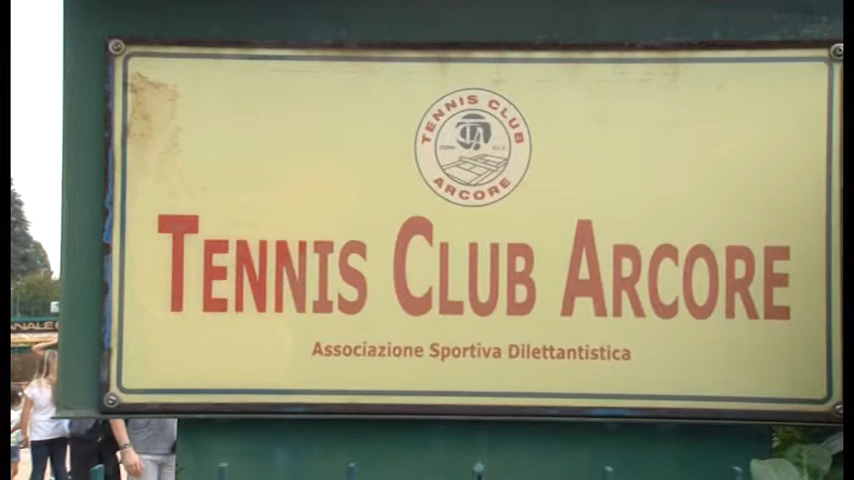 TENNIS CLUB
ARCORE
TENNIS CLUB ARCORE
Associazione Sportiva Dilettantistica